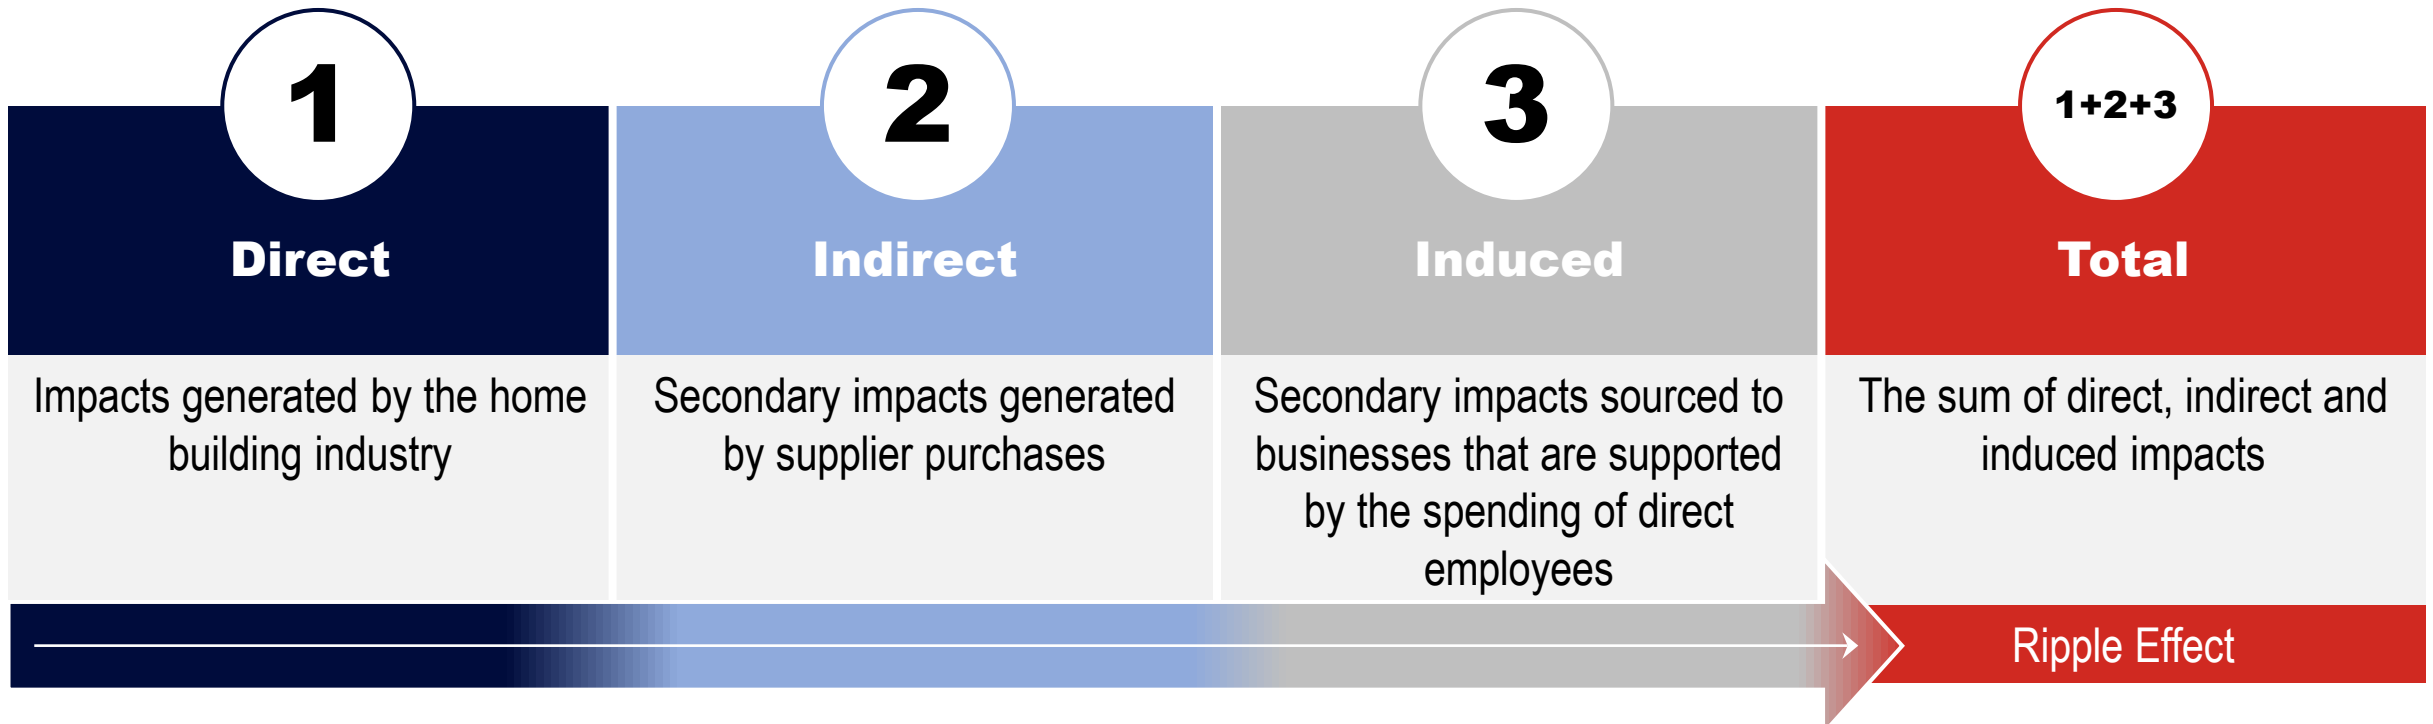 1
Direct
Impacts generated by the home
building industry
2
Indirect
Secondary impacts generated
by supplier purchases
3
Induced
Secondary impacts sourced to
businesses that are supported
by the spending of direct
employees
1+2+3
Total
The sum of direct, indirect and
induced impacts
Ripple Effect